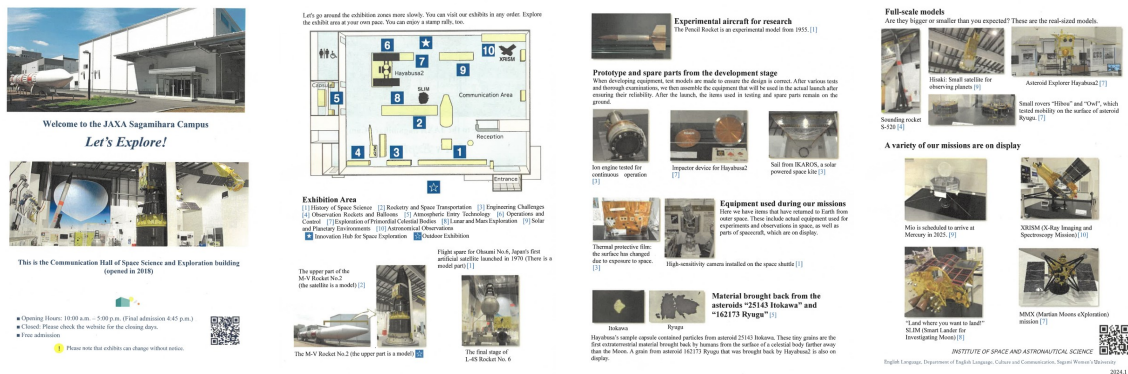 Welcome to the JAXA Sagamihara Campus
Let's Explore!
This is the Communication Hall of Space Science and Exploration building
(opened in 2018)
■ Opening Hours: 10:00 a.m. – 5:00 p.m. (Final admission 4:45 p.m.)
■ Closed: Please check the website for the closing days.
■ Free admission
! Please note that exhibits can change without notice.
Let's go around the exhibition zones more slowly. You can visit our exhibits in any order. Explore
the exhibit area at your own pace. You can enjoy a stamp rally, too.
6
7
Hayabusa2
9
10
XRISM
Capsule
5
8
SLIM
Communication Area
2
Reception
4
3
1
Entrance
Exhibition Area
[1] History of Space Science [2] Rocketry and Space Transportation [3] Engineering Challenges
[4] Observation Rockets and Balloons [5] Atmospheric Entry Technology [6] Operations and
Control [7] Exploration of Primordial Celestial Bodies [8] Lunar and Mars Exploration [9] Solar
and Planetary Environments [10] Astronomical Observations
Innovation Hub for Space Exploration Outdoor Exhibition
The upper part of the
M-V Rocket No.2
(the satellite is a model) [2]
Flight spare for Ohsumi No.6, Japan's first
artificial satellite launched in 1970 (There is a
model part) [1]
The M-V Rocket No.2 (the upper part is a model)
The final stage of
L-4S Rocket No. 6
Experimental aircraft for research
The Pencil Rocket is an experimental model from 1955. [1]
Prototype and spare parts from the development stage
When developing equipment, test models are made to ensure the design is correct. After various tests
and thorough examinations, we then assemble the equipment that will be used in the actual launch after
ensuring their reliability. After the launch, the items used in testing and spare parts remain on the
ground.
Ion engine tested for
continuous operation
[3]
Impactor device for Hayabusa2
[7]
Soil from IKAROS, a solar
powered space kite [3]
Equipment used during our missions
Here we have items that have returned to Earth from
outer space. These include actual equipment used for
experiments and observations in space, as well as
parts of spacecraft, which are on display.
Thermal protective film:
the surface has changed
due to exposure to space.
[3]
High-sensitivity camera installed on the space shuttle [1]
Material brought back from the
asteroids "25143 Itokawa" and
"162173 Ryugu" [5]
Itokawa
Ryugu
Hayabusa's sample capsule contained particles from asteroid 25143 Itokawa. These tiny grains are the
first extraterrestrial material brought back by humans from the surface of a celestial body further away
than the Moon. A grain from asteroid 162173 Ryugu that was brought back by Hayabusa2 is also on
display.
Full-scale models
Are they bigger or smaller than you expected? These are the real-sized models.
Sounding rocket
S-520 [4]
Hisaki: Small satellite for
observing planets [9]
Asteroid Explorer Hayabusa2 [7]
Small rovers "Hibou" and "Owl", which
tested mobility on the surface of asteroid
Ryugu. [7]
A variety of our missions are on display
Mio is scheduled to arrive at
Mercury in 2025. [9]
XRISM (X-Ray Imaging and
Spectroscopy Mission) [10]
"Land where you want to land!"
SLIM (Smart Lander for
Investigating Moon) [8]
MMX (Martian Moons eXploration)
mission [7]
INSTITUTE OF SPACE AND ASTRONAUTICAL SCIENCE
English Language, Department of English Language, Culture and Communication, Sagami Women's University
2024.1